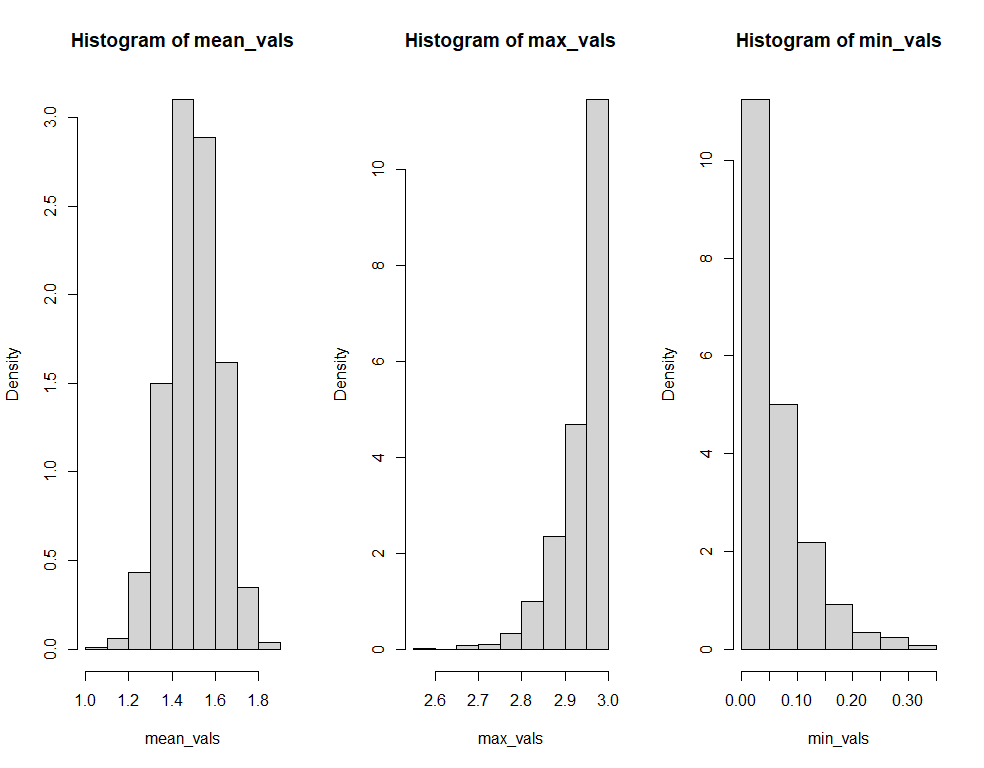 Histogram of mean_vals
Density
3.0
2.5
2.0
1.5
1.0
0.5
0.0
1.0 1.2 1.4 1.6 1.8
mean_vals
Histogram of max_vals
Density
10
8
6
4
2
0
2.6 2.7 2.8 2.9 3.0
max_vals
Histogram of min_vals
Density
10
8
6
4
2
0
0.00 0.10 0.20 0.30
min_vals